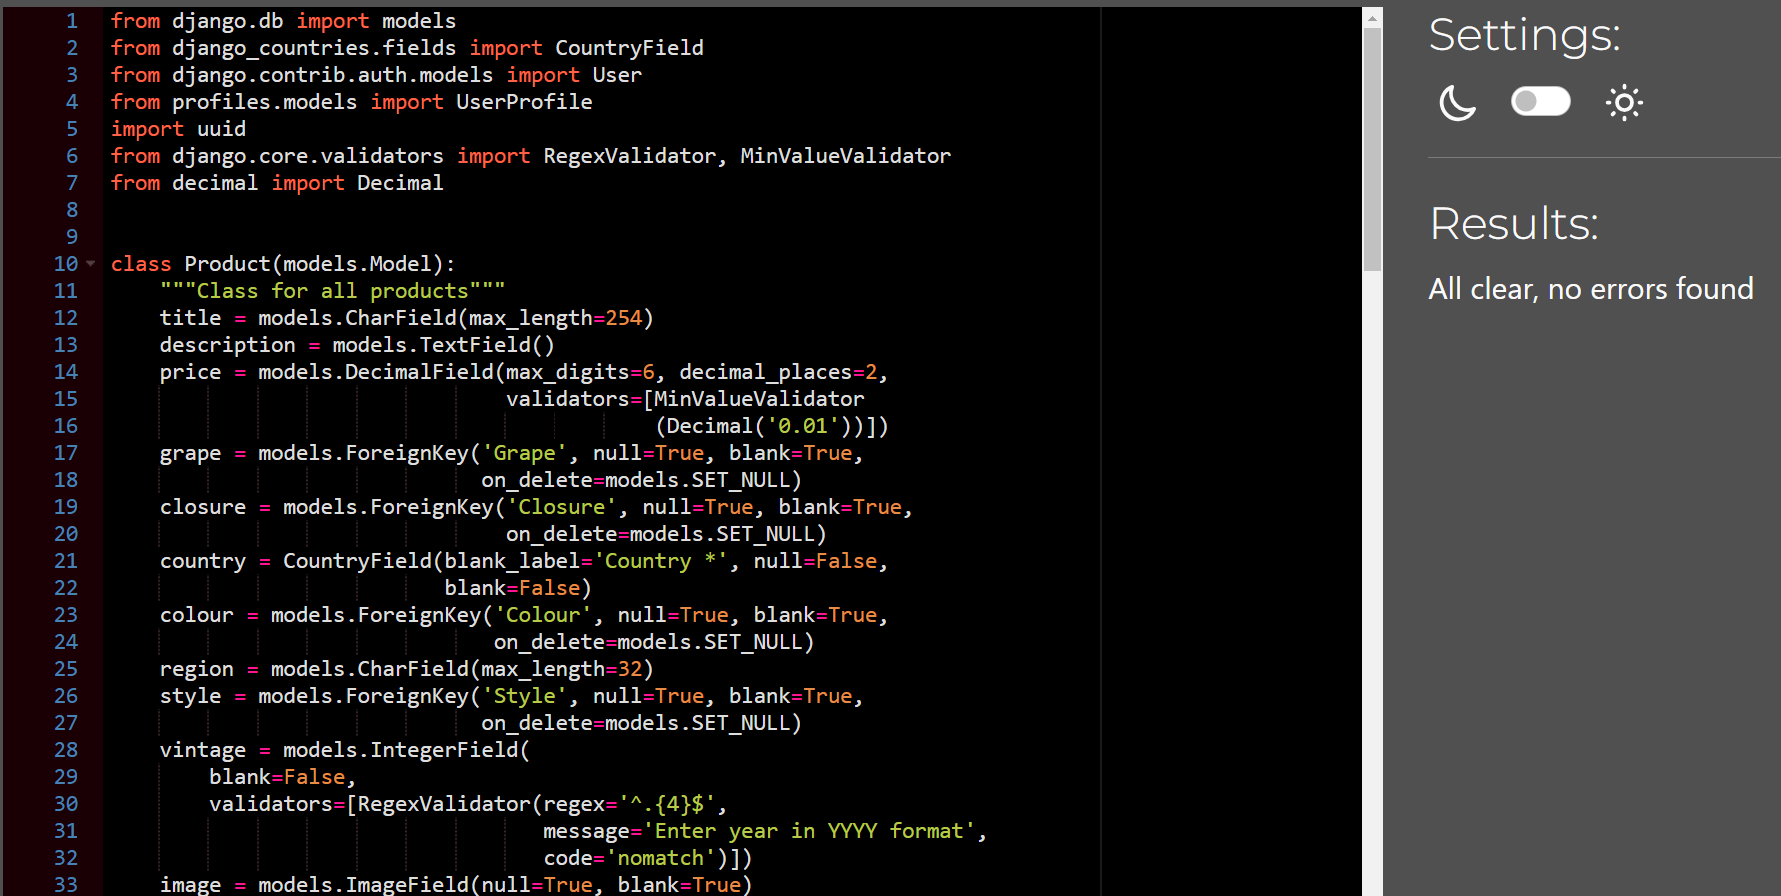 1 from django.db import models
2 from django_countries.fields import CountryField
3 from django.contrib.auth.models import User
4 from profiles.models import UserProfile
5 import uuid
6 from django.core.validators import RegexValidator, MinValueValidator
7 from decimal import Decimal
8
9
10 class Product(models.Model):
11     """Class for all products"""
12     title = models.CharField(max_length=254)
13     description = models.TextField()
14     price = models.DecimalField(max_digits=6, decimal_places=2,
15                                 validators=[MinValueValidator
16                                             (Decimal('0.01'))])
17     grape = models.ForeignKey('Grape', null=True, blank=True,
18                               on_delete=models.SET_NULL)
19     closure = models.ForeignKey('Closure', null=True, blank=True,
20                                 on_delete=models.SET_NULL)
21     country = CountryField(blank_label='Country *', null=False,
22                            blank=False)
23     colour = models.ForeignKey('Colour', null=True, blank=True,
24                                on_delete=models.SET_NULL)
25     region = models.CharField(max_length=32)
26     style = models.ForeignKey('Style', null=True, blank=True,
27                               on_delete=models.SET_NULL)
28     vintage = models.IntegerField(
29         blank=False,
30         validators=[RegexValidator(regex='^.{4}$',
31                                    message='Enter year in YYYY format',
32                                    code='nomatch')])
33     image = models.ImageField(null=True, blank=True)
Settings:
Results:
All clear, no errors found